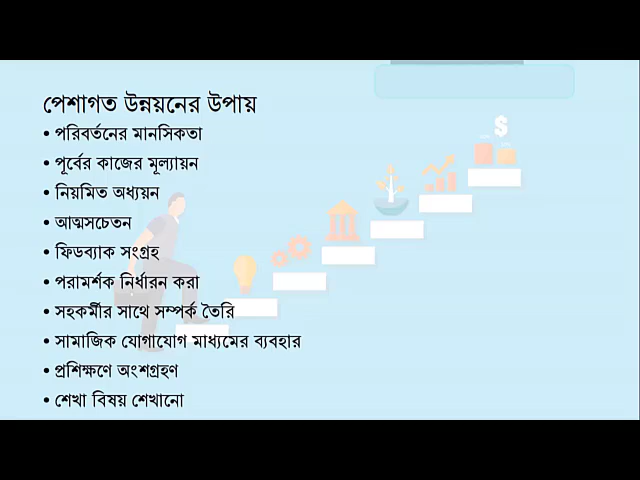 পেশাগত উন্নয়নের উপায়
• পরিবর্তনের মানসিকতা
• পূর্বের কাজের মূল্যায়ন
• নিয়মিত অধ্যয়ন
• আত্মসচেতন
• ফিডব্যাক সংগ্রহ
• পরামর্শক নির্ধারন করা
• সহকর্মীর সাথে সম্পর্ক তৈরি
• সামাজিক যোগাযোগ মাধ্যমের ব্যবহার
• প্রশিক্ষণে অংশগ্রহণ
• শেখা বিষয় শেখানো
$